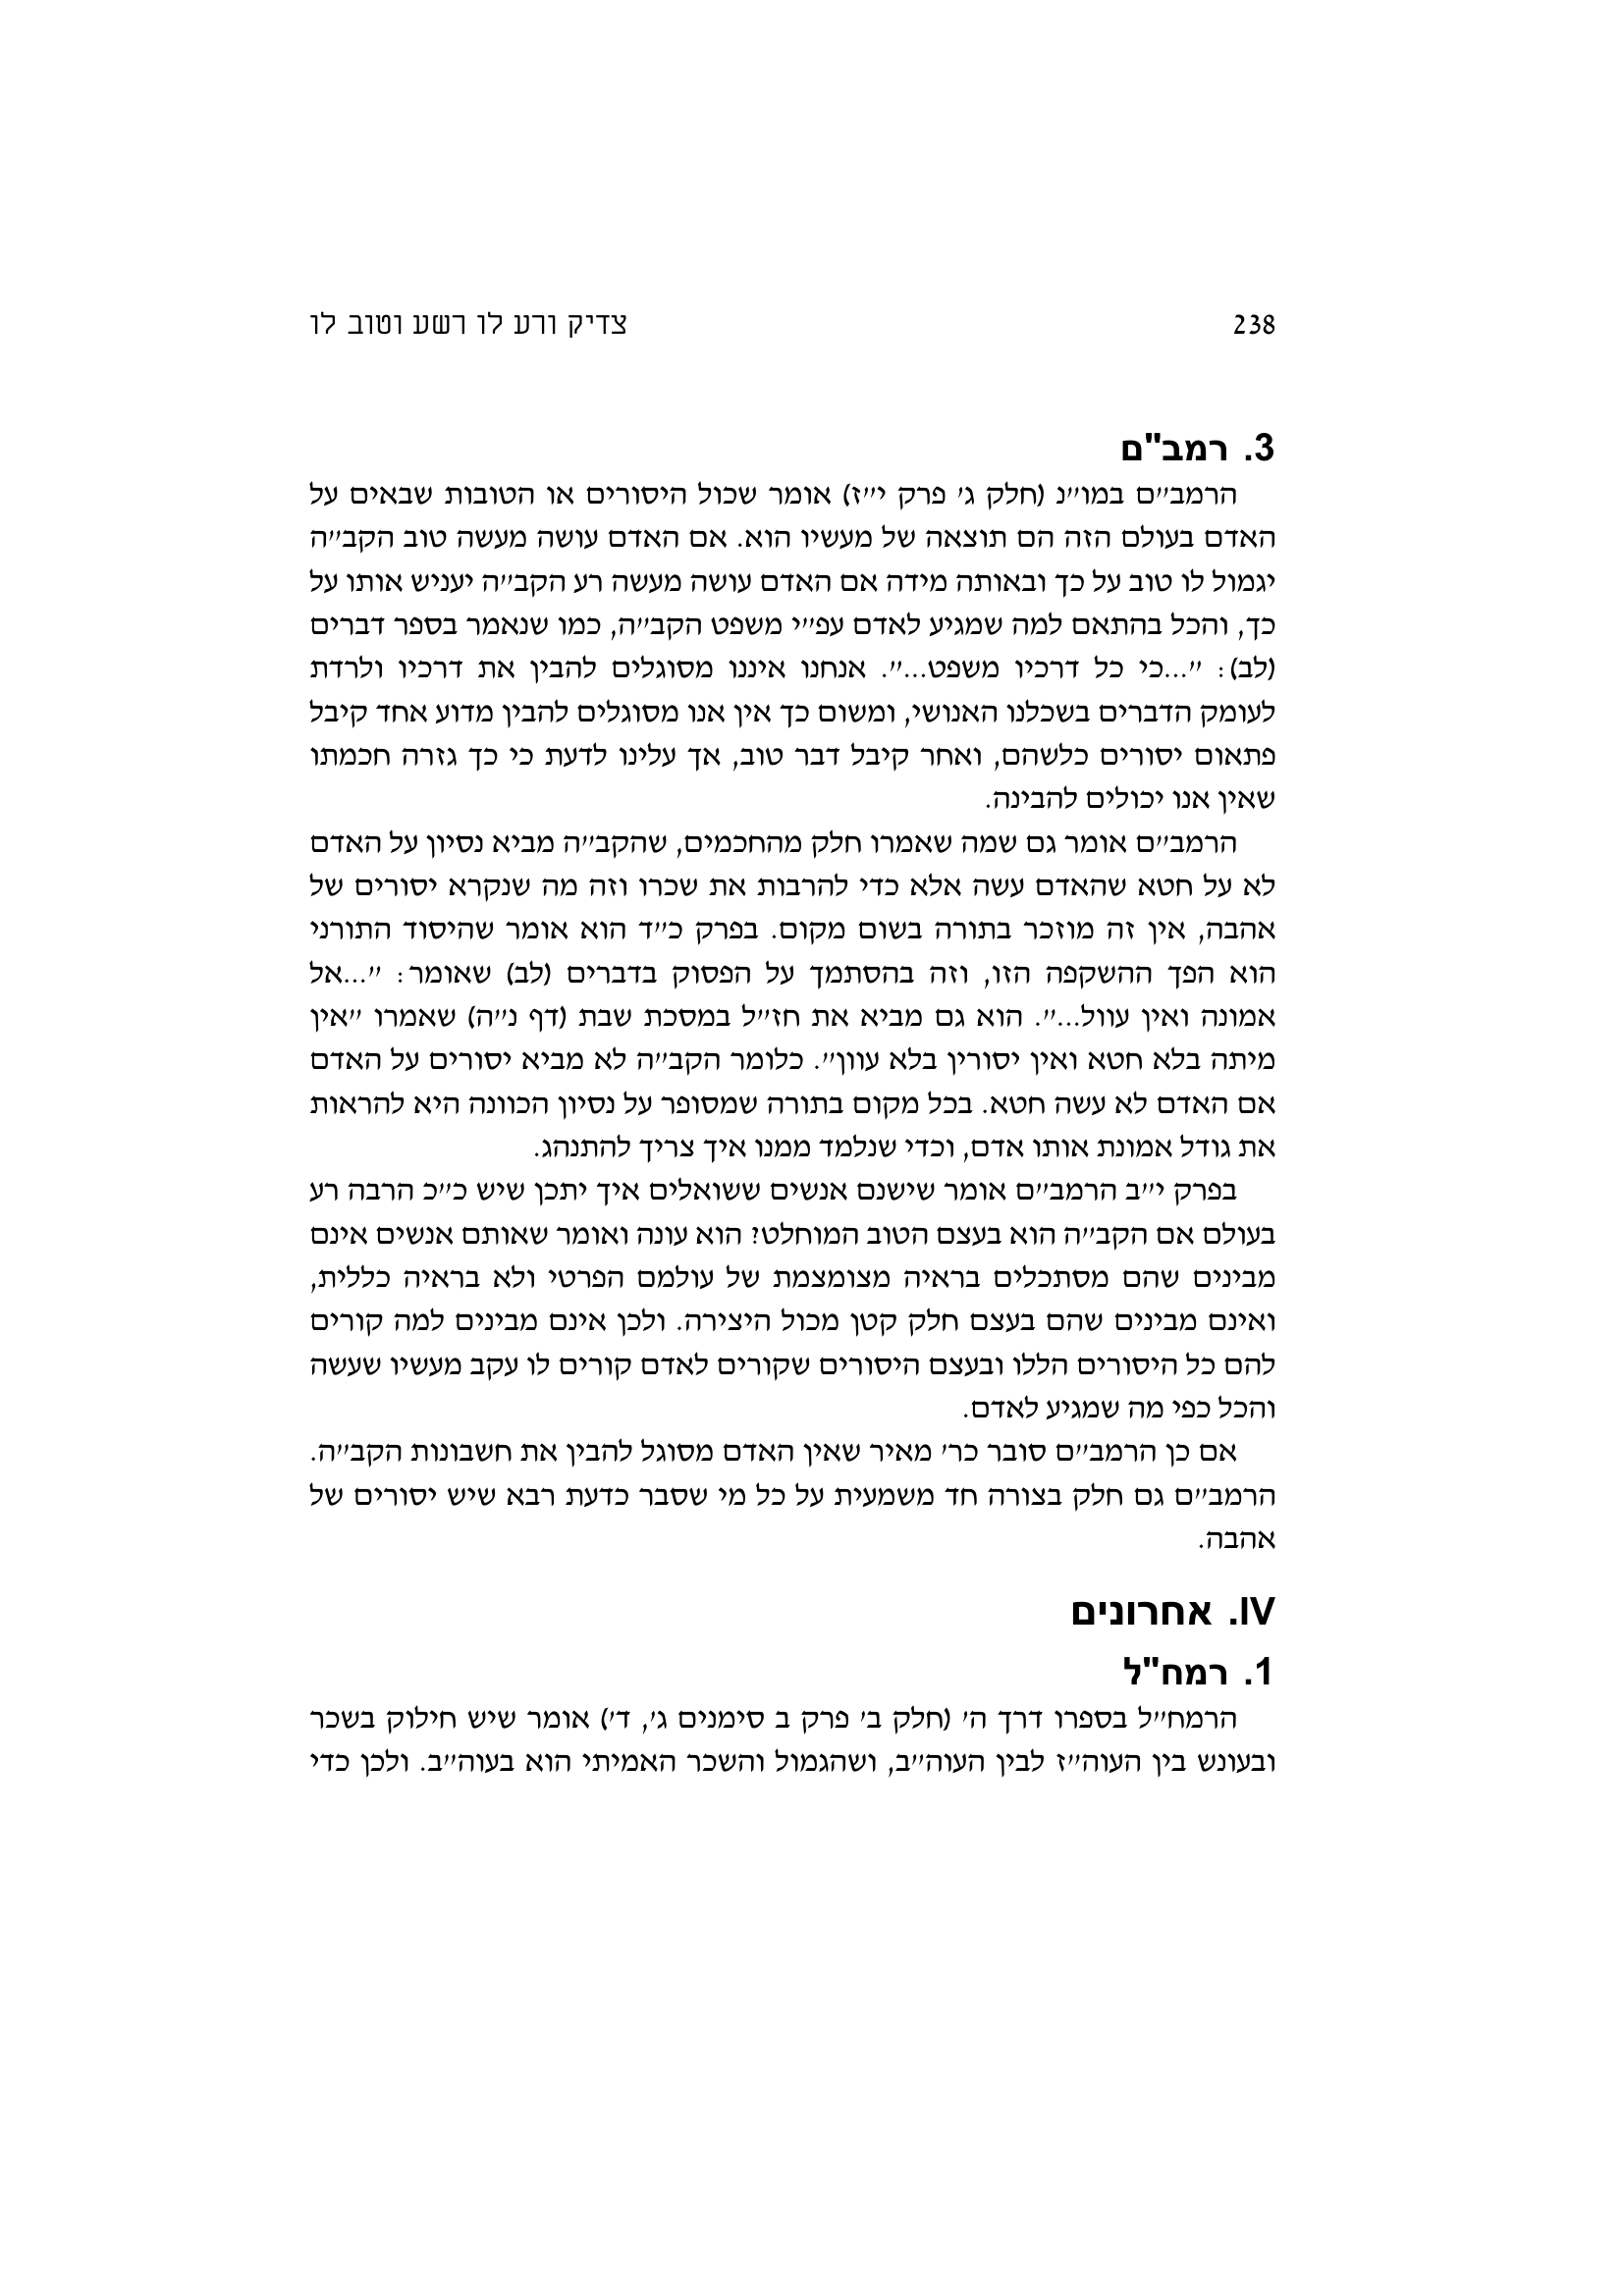 238 צדיק ורע לו רשע וטוב לו
3. רמב"ם
הרמב"ם במו"נ (חלק ג' פרק י"ז) אומר שכול היסורים או הטובות שבאים על
האדם בעולם הזה הם תוצאה של מעשיו הוא. אם האדם עושה מעשה טוב הקב"ה
יגמול לו טוב על כך ובאותה מידה אם האדם עושה מעשה רע הקב"ה יעניש אותו על
כך, והכל בהתאם למה שמגיע לאדם עפ"י משפט הקב"ה, כמו שנאמר בספר דברים
(לב): "...כי כל דרכיו משפט...". אנחנו איננו מסוגלים להבין את דרכיו ולרדת
לעומק הדברים בשכלנו האנושי, ומשום כך אין אנו מסוגלים להבין מדוע אחד קיבל
פתאום יסורים כלשהם, ואחר קיבל דבר טוב, אך עלינו לדעת כי כך גזרה חכמתו
שאין אנו יכולים להבינה.
הרמב"ם אומר גם שמה שאמרו חלק מהחכמים, שהקב"ה מביא נסיון על האדם
לא על חטא שהאדם עשה אלא כדי להרבות את שכרו וזה מה שנקרא יסורים של
אהבה, אין זה מוזכר בתורה בשום מקום. בפרק כ"ד הוא אומר שהיסוד התורני
הוא הפך ההשקפה הזו, וזה בהסתמך על הפסוק בדברים (לב) שאומר: "...אל
אמונה ואין עוול...". הוא גם מביא את חז"ל במסכת שבת (דף נ"ה) שאמרו "אין
מיתה בלא חטא ואין יסורין בלא עוון". כלומר הקב"ה לא מביא יסורים על האדם
אם האדם לא עשה חטא. בכל מקום בתורה שמסופר על נסיון הכוונה היא להראות
את גודל אמונת אותו אדם, וכדי שנלמד ממנו איך צריך להתנהג.
בפרק י"ב הרמב"ם אומר שישנם אנשים ששואלים איך יתכן שיש כ"כ הרבה רע
בעולם אם הקב"ה הוא בעצם הטוב המוחלט? הוא עונה ואומר שאותם אנשים אינם
מבינים שהם מסתכלים בראיה מצומצמת של עולמם הפרטי ולא בראיה כללית,
ואינם מבינים שהם בעצם חלק קטן מכול היצירה. ולכן אינם מבינים למה קורים
להם כל היסורים הללו ובעצם היסורים שקורים לאדם קורים לו עקב מעשיו שעשה
והכל כפי מה שמגיע לאדם.
אם כן הרמב"ם סובר כר' מאיר שאין האדם מסוגל להבין את חשבונות הקב"ה.
הרמב"ם גם חלק בצורה חד משמעית על כל מי שסבר כדעת רבא שיש יסורים של
אהבה.
IV. אחרונים
1. רמח"ל
הרמח"ל בספרו דרך ה' (חלק ב' פרק ב סימנים ג', ד') אומר שיש חילוק בשכר
ובעונש בין העוה"ז לבין העוה"ב, ושהגמול והשכר האמיתי הוא בעוה"ב. ולכן כדי